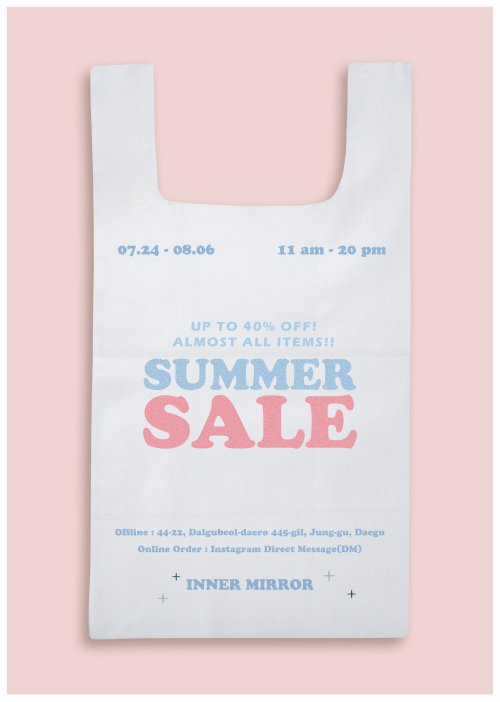 07.24 - 08.06 11 am - 20 pm
UP TO 40% OFF!
ALMOST ALL ITEMS!!
SUMMER
SALE
Offline : 44-22, Dalgubeol-daero 445-gil, Jung-gu, Daegu
Online Order : Instagram Direct Message(DM)
INNER MIRROR